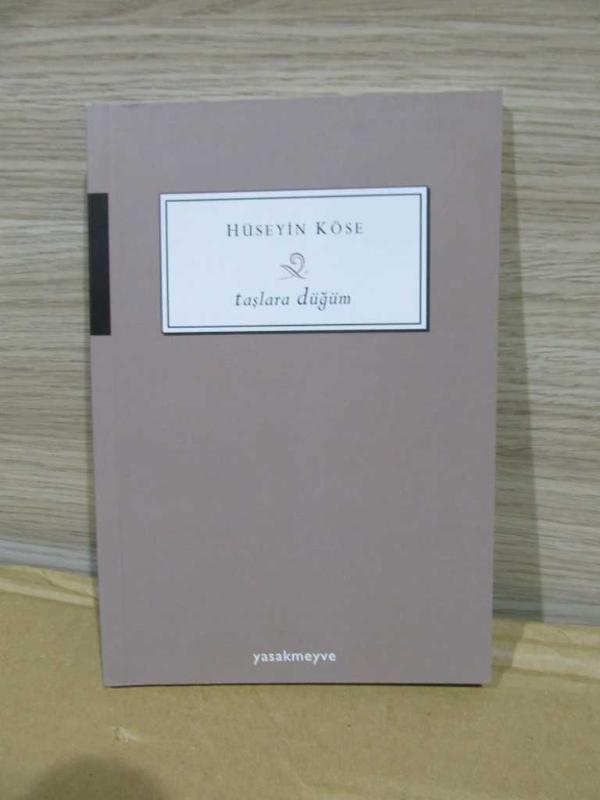 HÜSEYİN KÖSE
taşlara düğüm
yasakmeyve